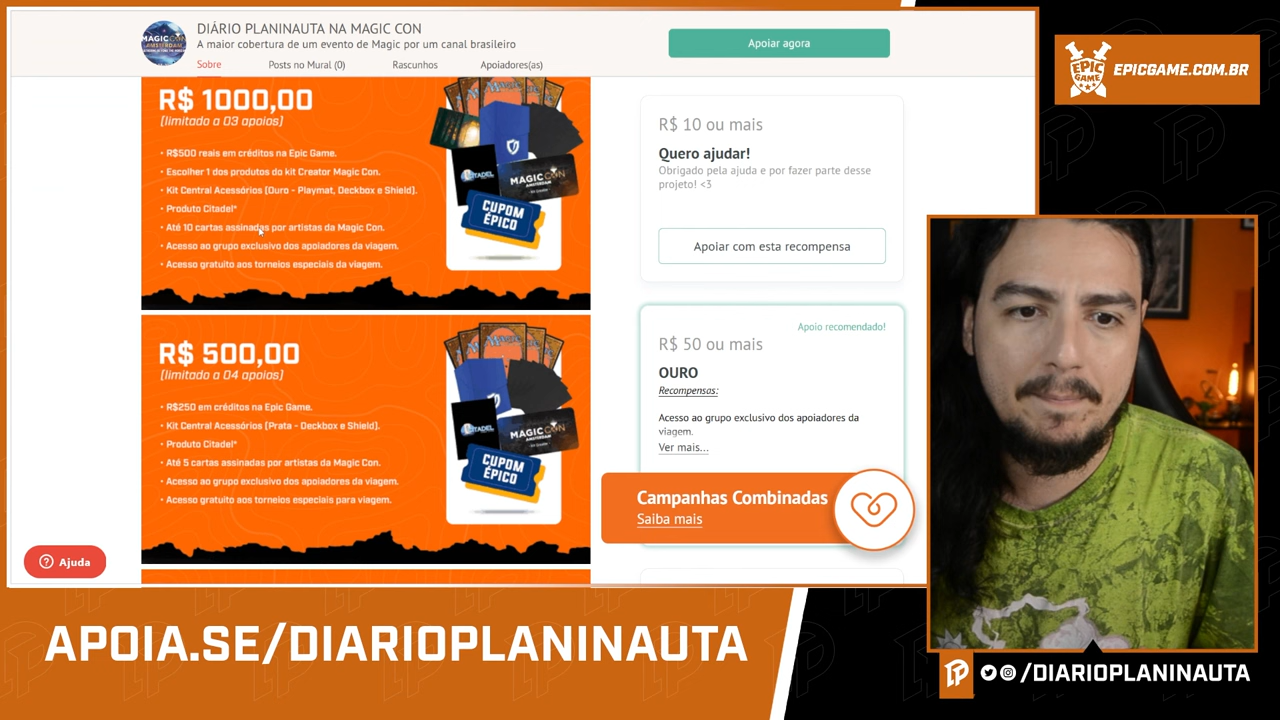 DIÁRIO PLANINAUTA NA MAGIC CON
A maior cobertura de um evento de Magic por um canal brasileiro
Sobre
Posts no Mural (0)
Rascunhos
Apoiadores(as)
Apoiar agora
R$ 1000,00
(limitado a 03 apoios)
• R$500 reais em créditos na Epic Game.
• Escolher 1 dos produtos do kit Creator Magic Con.
• Kit Central Acessórios (Ouro - Playmat, Deckbox e Shield).
• Produto Citadel*
• Até 10 cartas assinadas por artistas da Magic Con.
• Acesso ao grupo exclusivo dos apoiadores da viagem.
• Acesso gratuito aos torneios especiais da viagem.
CITADEL
MAGIC CON
AMSTERDAM
CUPOM
ÉPICO
R$ 500,00
(limitado a 04 apoios)
• R$250 em créditos na Epic Game.
• Kit Central Acessórios (Prata - Deckbox e Shield).
• Produto Citadel*
• Até 5 cartas assinadas por artistas da Magic Con.
• Acesso ao grupo exclusivo dos apoiadores da viagem.
• Acesso gratuito aos torneios especiais para viagem.
CITADEL
MAGIC CON
AMSTERDAM
CUPOM
ÉPICO
R$ 10 ou mais
Quero ajudar!
Obrigado pela ajuda e por fazer parte desse
projeto! <3
Apoiar com esta recompensa
Apoio recomendado!
R$ 50 ou mais
OURO
Recompensas:
Acesso ao grupo exclusivo dos apoiadores da
viagem.
Ver mais...
Campanhas Combinadas
Saiba mais
Ajuda
EPIC
GAME
EPICGAME.COM.BR
APOIA.SE/DIARIOPLANINAUTA
/DIARIOPLANINAUTA